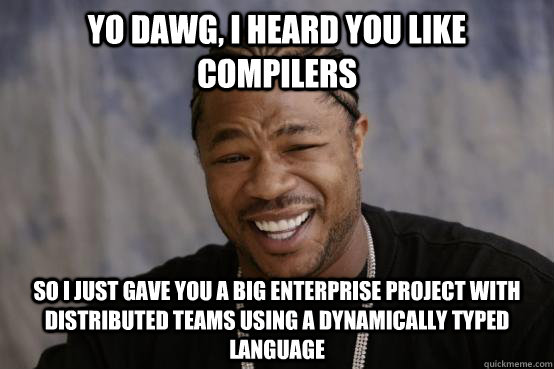 YO DAWG, I HEARD YOU LIKE
COMPILERS
SO I JUST GAVE YOU A BIG ENTERPRISE PROJECT WITH
DISTRIBUTED TEAMS USING A DYNAMICALLY TYPED
LANGUAGE
quickmeme.com